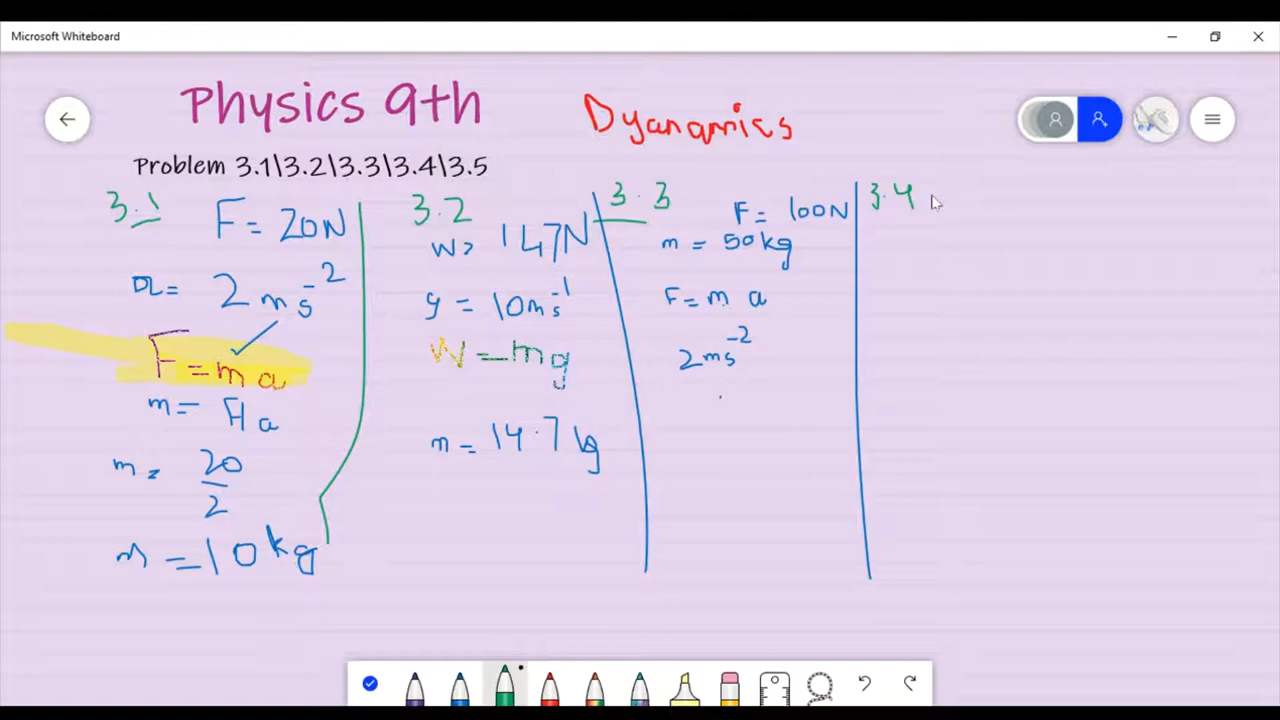 Microsoft Whiteboard
Physics 9th
Dyanamics
Problem 3.1\3.2\3.3\3.4\3.5
3.1
F = 20N
a = 2ms⁻²
F = ma
m = F/a
m = 20/2
m = 10kg
3.2
W = 147N
g = 10ms⁻¹
W = mg
m = 14.7 kg
3.3
F = 100N
m = 50kg
F = m a
2ms⁻²
3.4